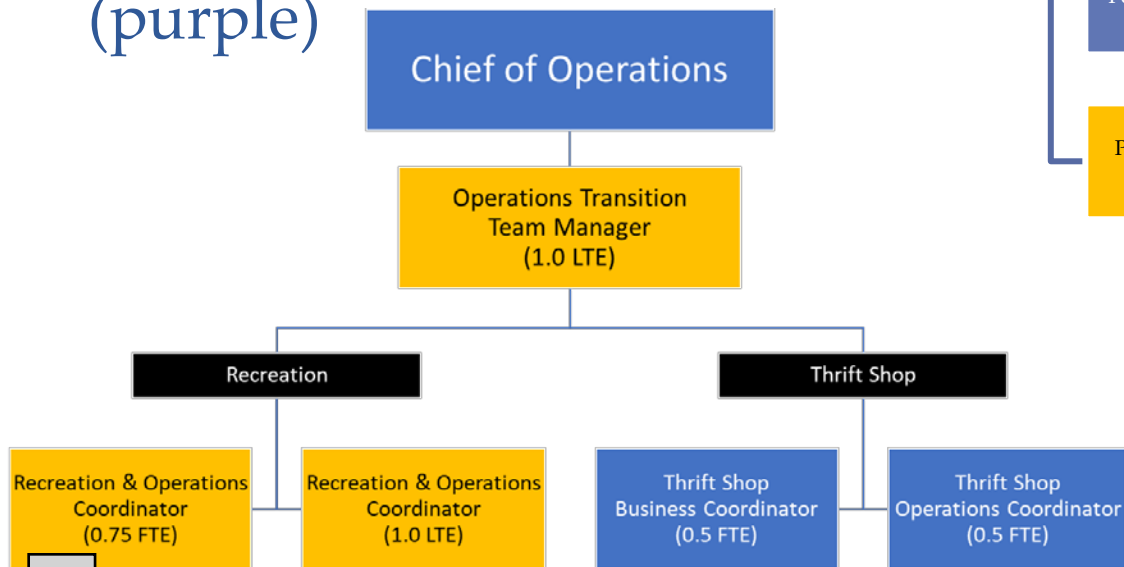 (purple)
Chief of Operations
Operations Transition
Team Manager
(1.0 LTE)
Recreation
Thrift Shop
Recreation & Operations
Coordinator
(0.75 FTE)
Recreation & Operations
Coordinator
(1.0 LTE)
Thrift Shop
Business Coordinator
(0.5 FTE)
Thrift Shop
Operations Coordinator
(0.5 FTE)